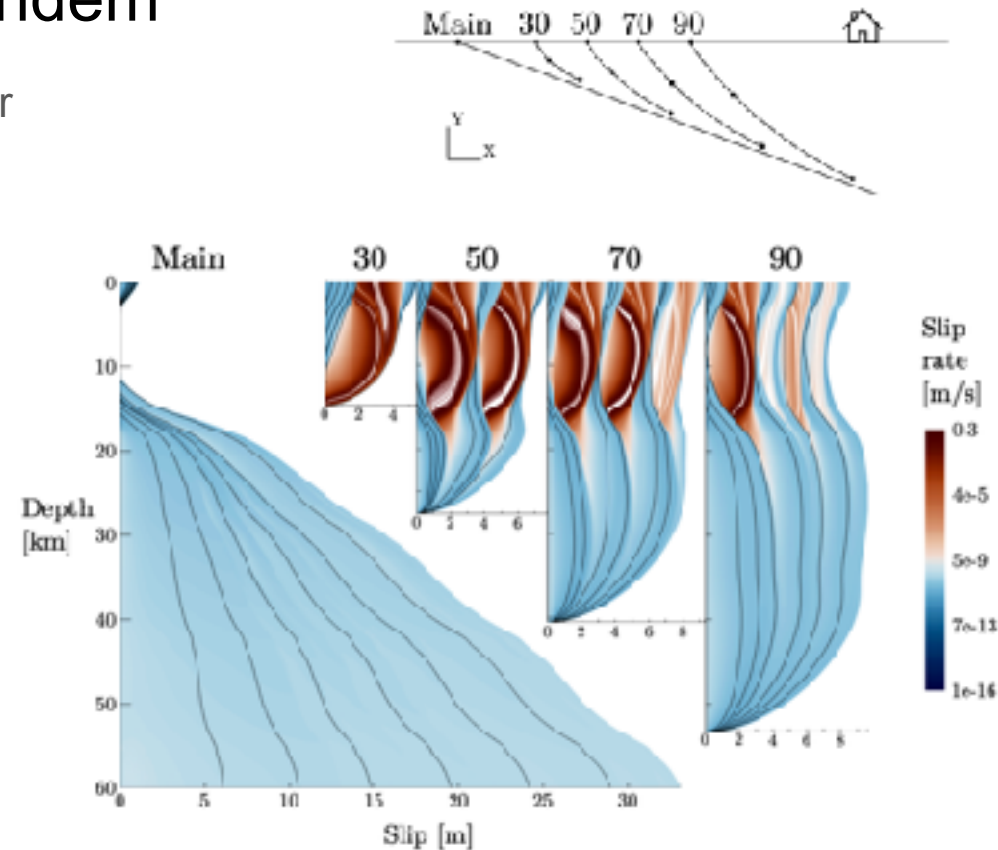 ndem
r
Main 30 50 70 90
Y
X
Main 30 50 70 90
0
10
20
30
40
50
60
Depth
[km]
0 2 4
0 2 4 6
0 2 4 6 8
0 2 4 6 8
0 5 10 15 20 25 30
Slip [m]
Slip
rate
[m/s]
0.3
4e-5
5e-9
7e-13
1e-16